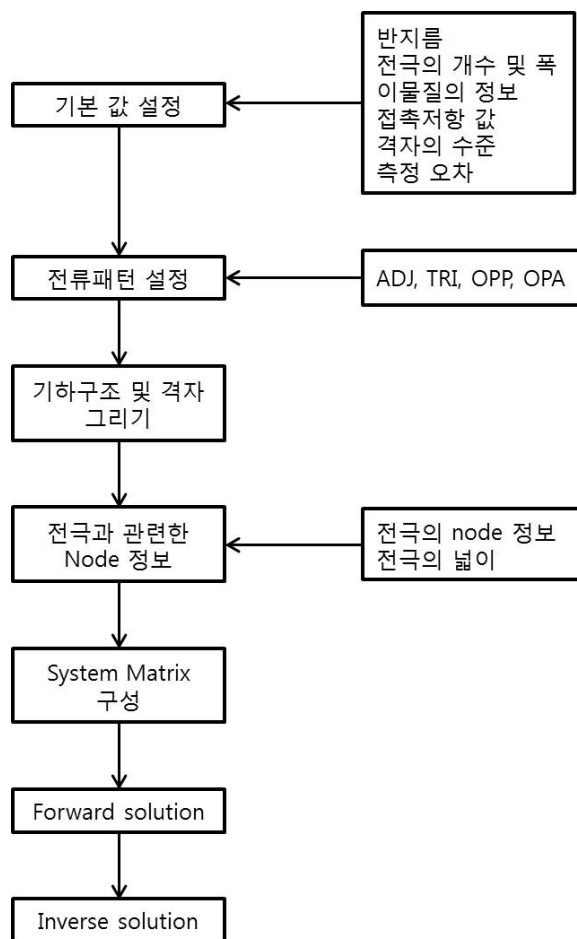 반지름
전극의 개수 및 폭
이물질의 정보
접촉저항 값
격자의 수준
측정 오차
기본 값 설정
전류패턴 설정
ADJ, TRI, OPP, OPA
기하구조 및 격자
그리기
전극과 관련한
Node 정보
전극의 node 정보
전극의 넓이
System Matrix
구성
Forward solution
Inverse solution